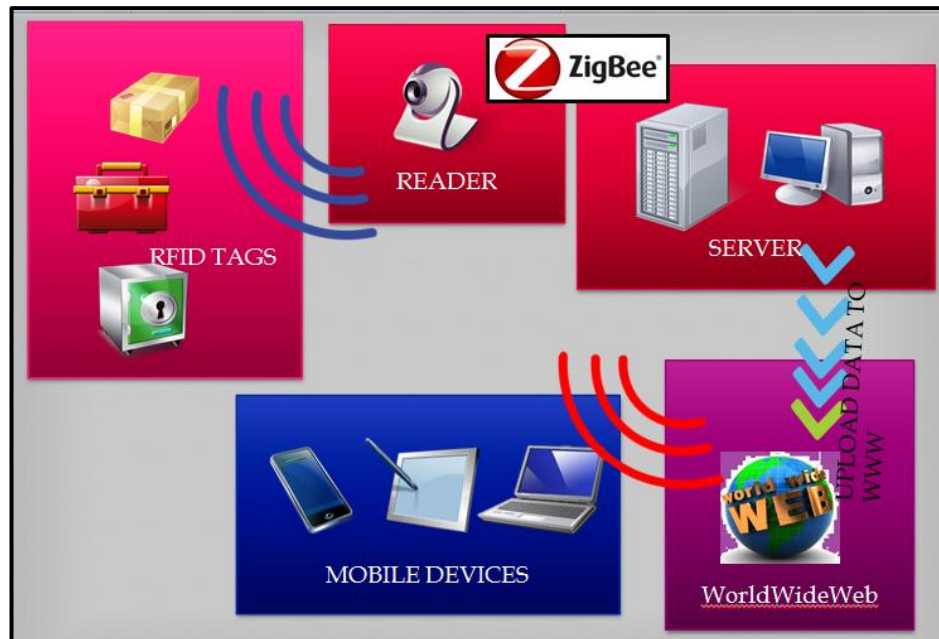 ZigBee®
READER
RFID TAGS
SERVER
UPLOAD DATA TO
WWW
world wide
WEB
MOBILE DEVICES
WorldWideWeb